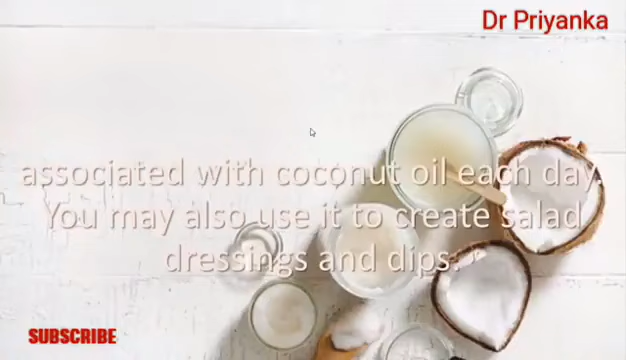 Dr Priyanka
associated with coconut oil each day.
You may also use it to create salad
dressings and dips.
SUBSCRIBE